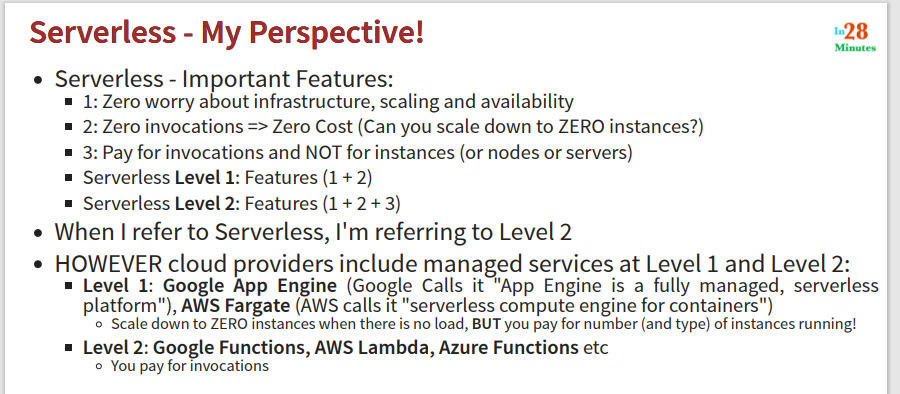 Serverless - My Perspective!
In28
Minutes
• Serverless - Important Features:
▪ 1: Zero worry about infrastructure, scaling and availability
▪ 2: Zero invocations => Zero Cost (Can you scale down to ZERO instances?)
▪ 3: Pay for invocations and NOT for instances (or nodes or servers)
▪ Serverless Level 1: Features (1 + 2)
▪ Serverless Level 2: Features (1 + 2 + 3)
• When I refer to Serverless, I'm referring to Level 2
• HOWEVER cloud providers include managed services at Level 1 and Level 2:
▪ Level 1: Google App Engine (Google Calls it "App Engine is a fully managed, serverless
platform"), AWS Fargate (AWS calls it "serverless compute engine for containers")
◦ Scale down to ZERO instances when there is no load, BUT you pay for number (and type) of instances running!
▪ Level 2: Google Functions, AWS Lambda, Azure Functions etc
◦ You pay for invocations